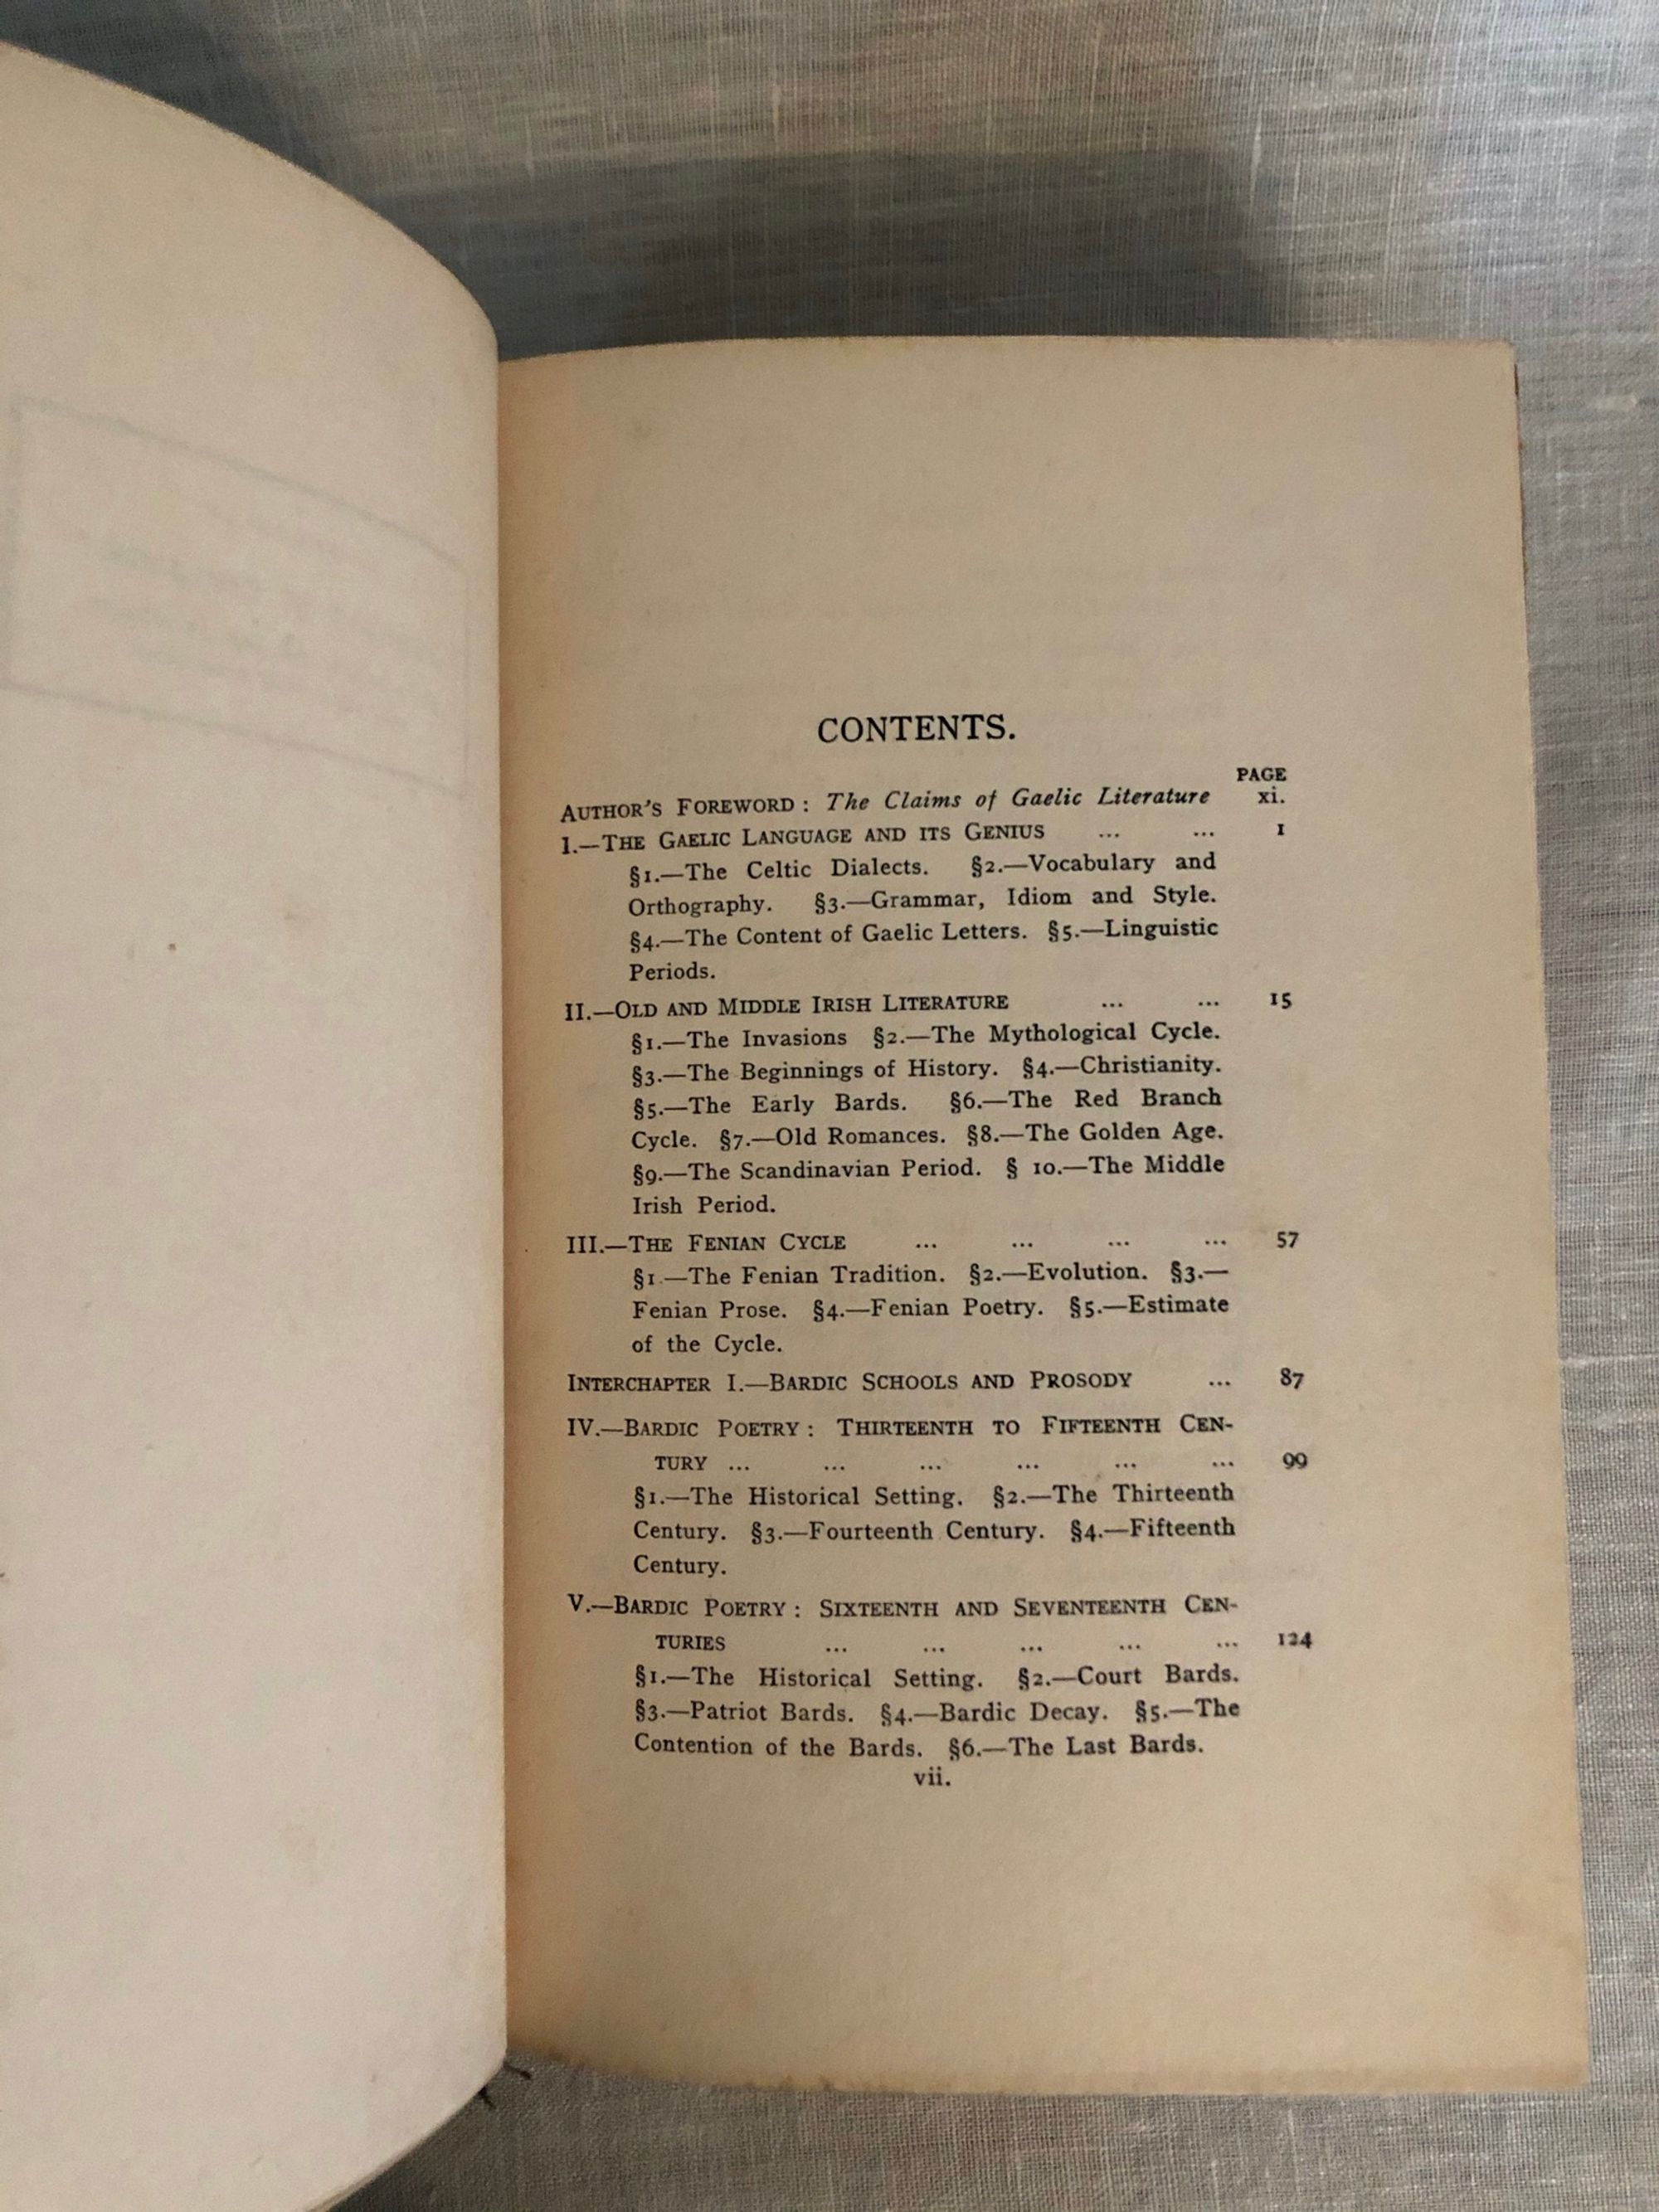 CONTENTS.
PAGE
AUTHOR'S FOREWORD : The Claims of Gaelic Literature xi.
I.—THE GAELIC LANGUAGE AND ITS GENIUS ... ... 1
§1.—The Celtic Dialects. §2.—Vocabulary and
Orthography. §3.—Grammar, Idiom and Style.
§4.—The Content of Gaelic Letters. §5.—Linguistic
Periods.
II.—OLD AND MIDDLE IRISH LITERATURE ... ... 15
§1.—The Invasions §2.—The Mythological Cycle.
§3.—The Beginnings of History. §4.—Christianity.
§5.—The Early Bards. §6.—The Red Branch
Cycle. §7.—Old Romances. §8.—The Golden Age.
§9.—The Scandinavian Period. § 10.—The Middle
Irish Period.
III.—THE FENIAN CYCLE ... ... ... ... 57
§1.—The Fenian Tradition. §2.—Evolution. §3.—
Fenian Prose. §4.—Fenian Poetry. §5.—Estimate
of the Cycle.
INTERCHAPTER I.—BARDIC SCHOOLS AND PROSODY ... 87
IV.—BARDIC POETRY : THIRTEENTH TO FIFTEENTH CEN-
TURY ... ... ... ... ... ... 99
§1.—The Historical Setting. §2.—The Thirteenth
Century. §3.—Fourteenth Century. §4.—Fifteenth
Century.
V.—BARDIC POETRY : SIXTEENTH AND SEVENTEENTH CEN-
TURIES ... ... ... ... ... 124
§1.—The Historical Setting. §2.—Court Bards.
§3.—Patriot Bards. §4.—Bardic Decay. §5.—The
Contention of the Bards. §6.—The Last Bards.
vii.